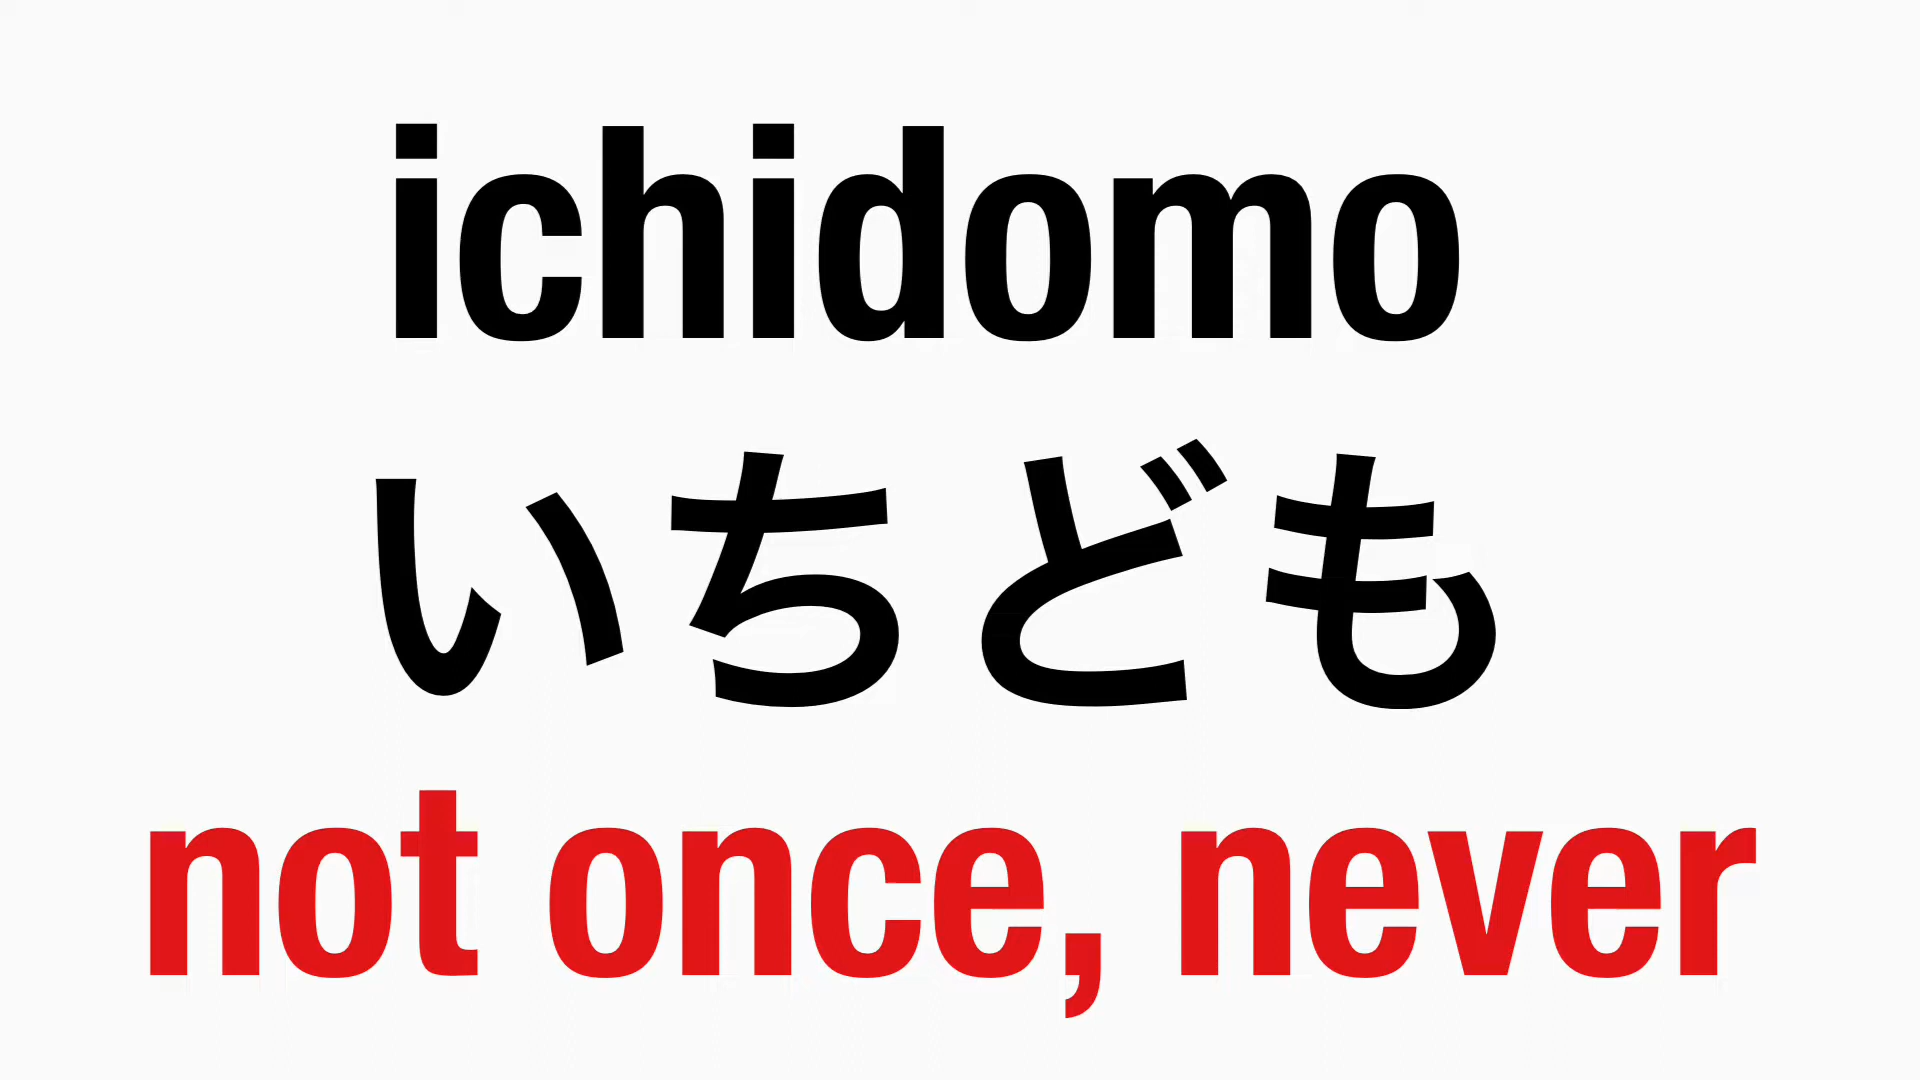 ichidomo
いちども
not once, never